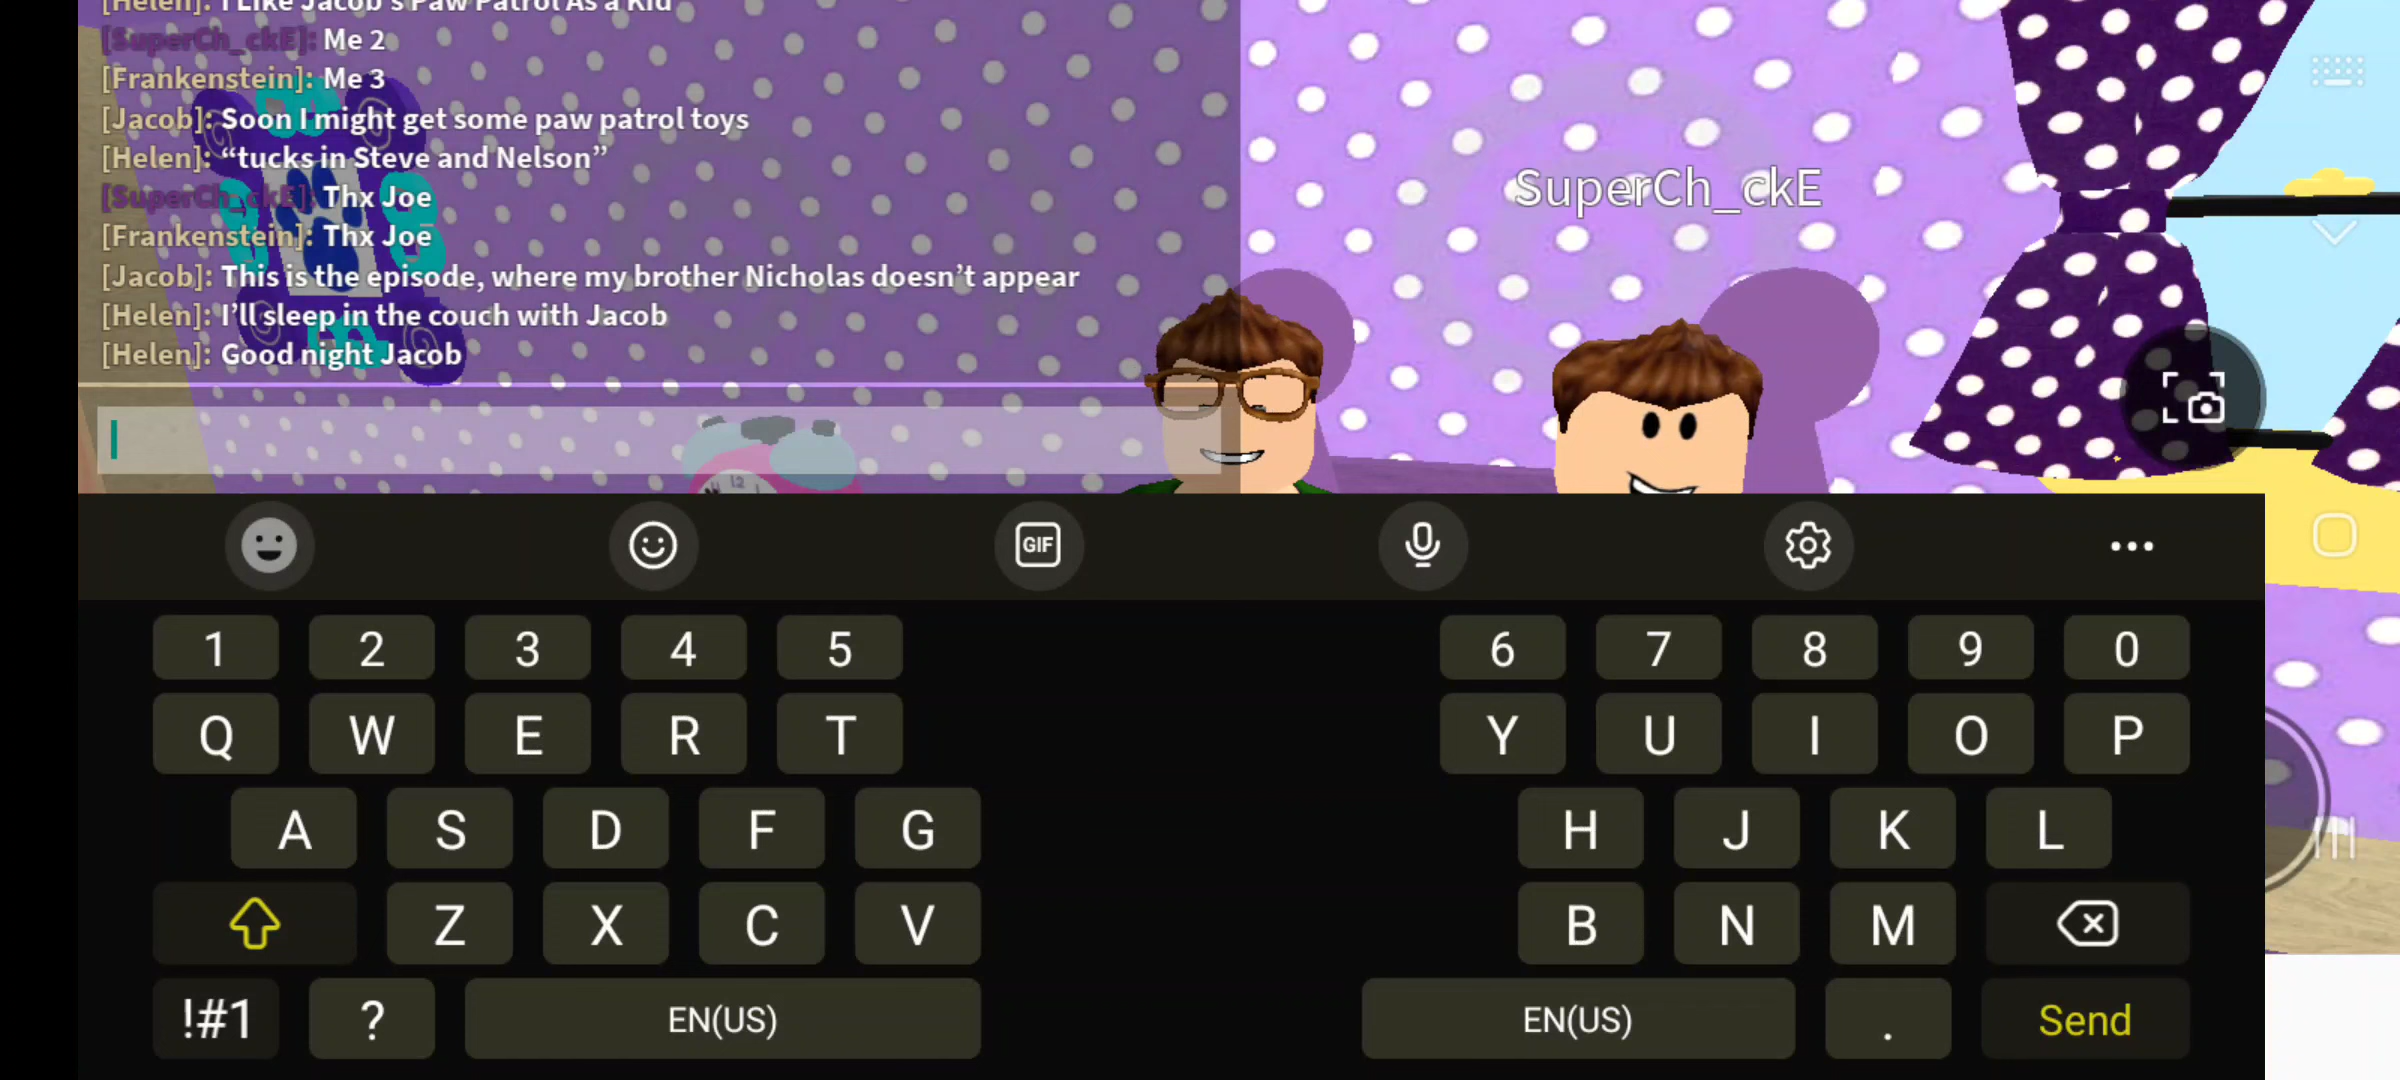 [Helen]: I Like Jacob's Paw Patrol As a Kid
[SuperCh_ckE]: Me 2
[Frankenstein]: Me 3
[Jacob]: Soon I might get some paw patrol toys
[Helen]: “tucks in Steve and Nelson”
[SuperCh_ckE]: Thx Joe
[Frankenstein]: Thx Joe
[Jacob]: This is the episode, where my brother Nicholas doesn’t appear
[Helen]: I’ll sleep in the couch with Jacob
[Helen]: Good night Jacob
SuperCh_ckE
12
GIF
1 2 3 4 5 6 7 8 9 0
Q W E R T Y U I O P
A S D F G H J K L
Z X C V B N M
!#1 ? EN(US) EN(US) . Send